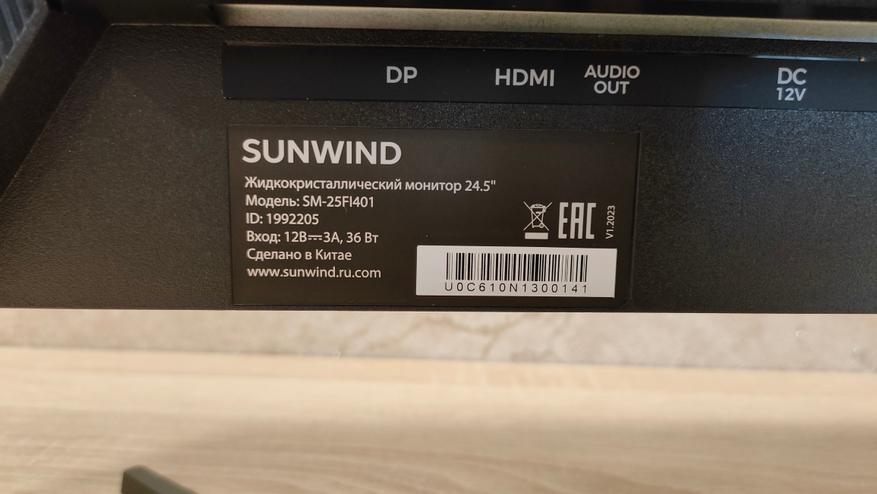 DP HDMI AUDIO OUT DC 12V
SUNWIND
Жидкокристаллический монитор 24.5"
Модель: SM-25FI401
ID: 1992205
Вход: 12В⎓3А, 36 Вт
Сделано в Китае
www.sunwind.ru.com
EAC
V1.2023
U0C610N1300141